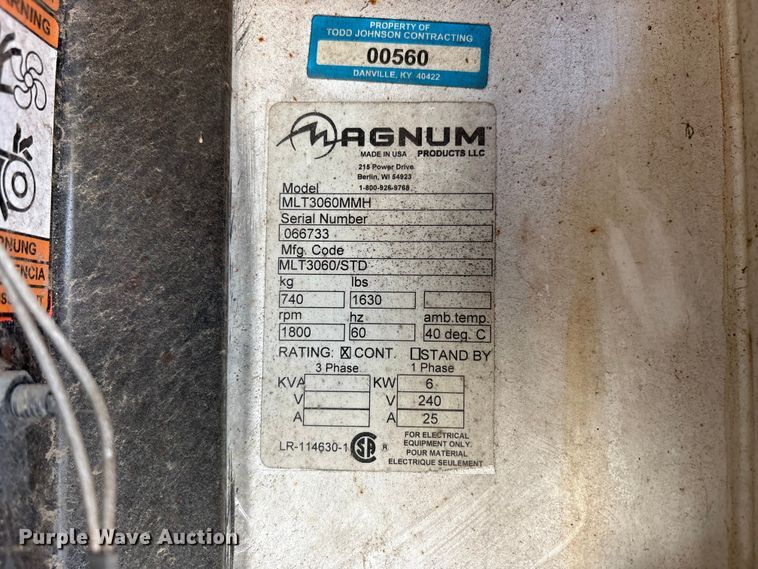 PROPERTY OF
TODD JOHNSON CONTRACTING
00560
DANVILLE, KY 40422
MAGNUM™
MADE IN USA PRODUCTS LLC
215 Power Drive
Berlin, WI 54923
Model 1-800-926-9768
MLT3060MMH
Serial Number
066733
Mfg. Code
MLT3060/STD
kg lbs
740 1630
rpm hz amb.temp.
1800 60 40 deg. C
RATING: ☒ CONT. ☐ STAND BY
3 Phase 1 Phase
KVA KW 6
V V 240
A A 25
LR-114630-1 ®
FOR ELECTRICAL
EQUIPMENT ONLY.
POUR MATERIAL
ELECTRIQUE SEULEMENT
WARNING
Purple Wave Auction